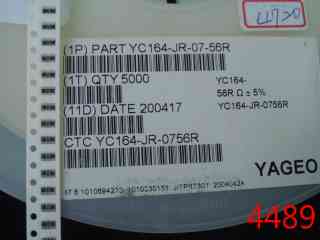 (1P) PART YC164-JR-07-56R
(1T) QTY 5000
YC164-
56R Ω ± 5%
(11D) DATE 200417
YC164-JR-0756R
CTC YC164-JR-0756R
YAGEO
4489